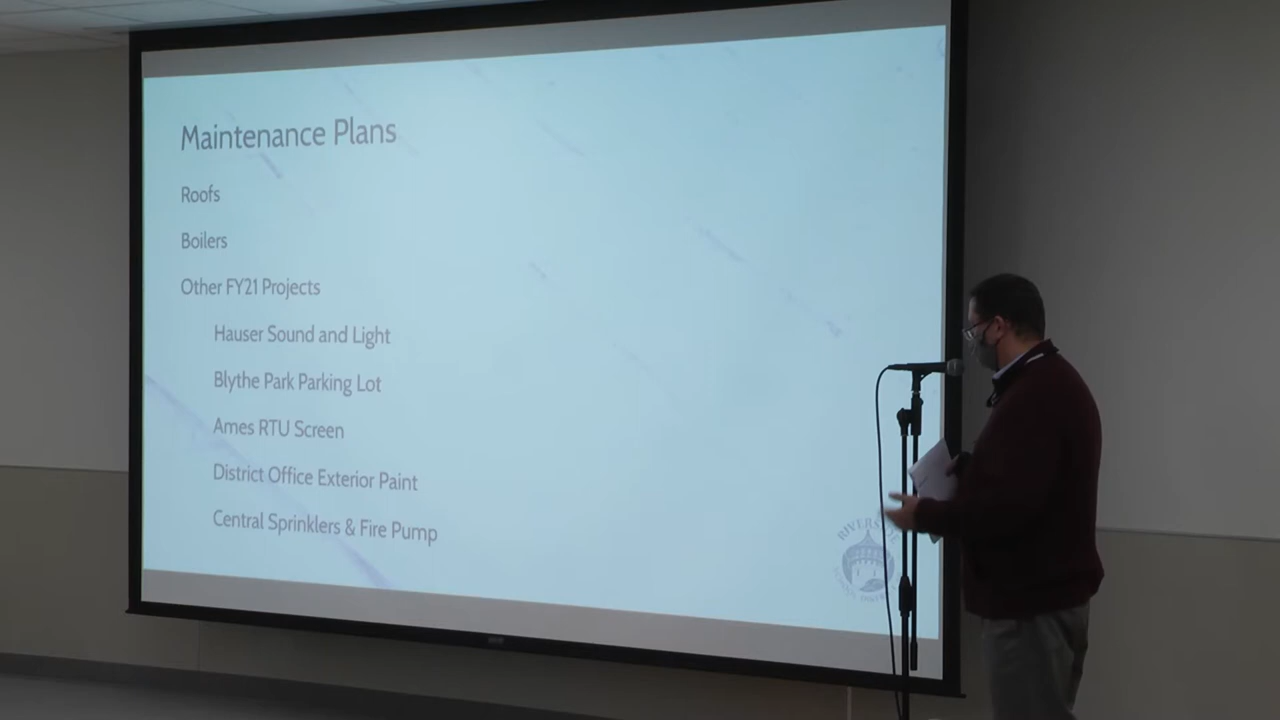 Maintenance Plans
Roofs
Boilers
Other FY21 Projects
Hauser Sound and Light
Blythe Park Parking Lot
Ames RTU Screen
District Office Exterior Paint
Central Sprinklers & Fire Pump